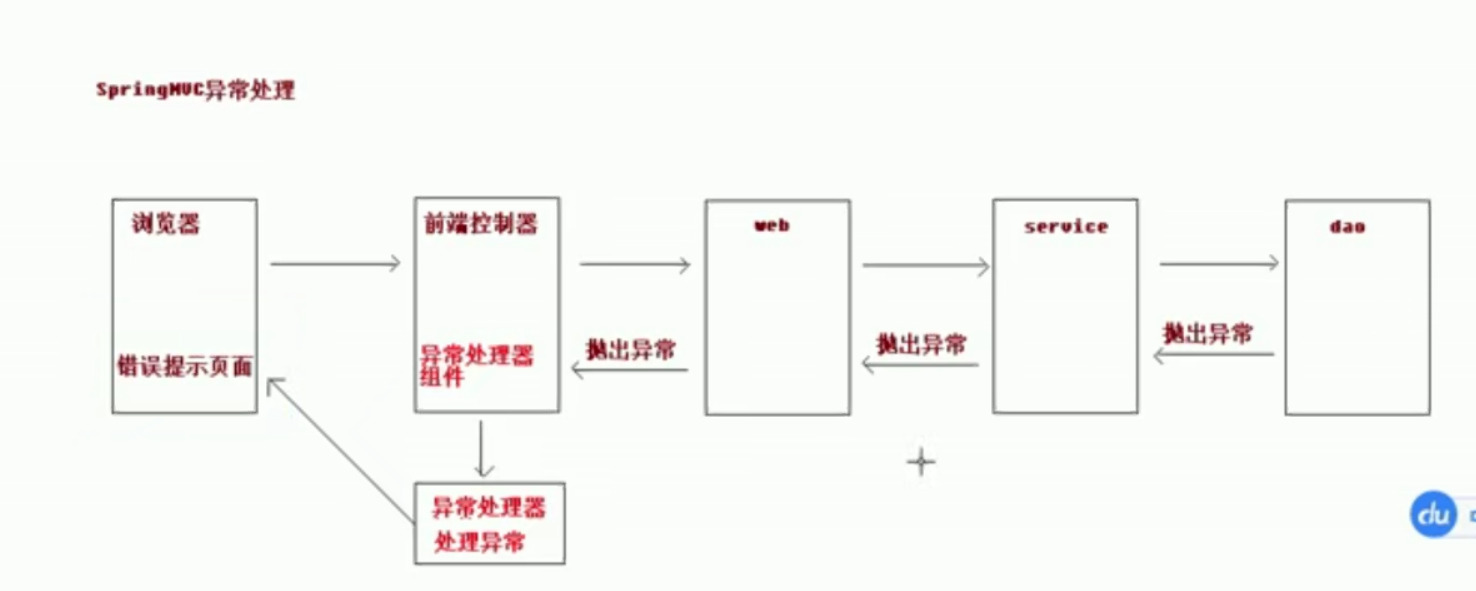 SpringMVC异常处理
浏览器
前端控制器
web
service
dao
抛出异常
抛出异常
抛出异常
错误提示页面
异常处理器
组件
异常处理器
处理异常
du